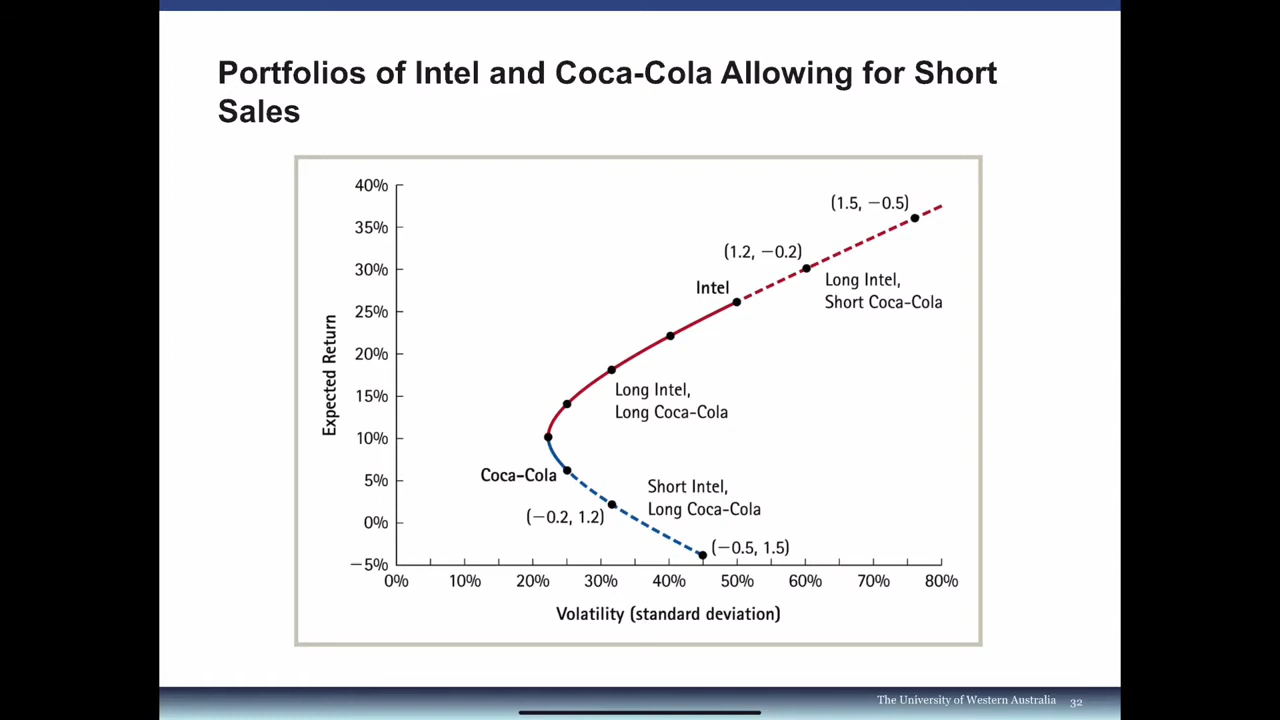 Portfolios of Intel and Coca-Cola Allowing for Short
Sales
40%
35%
30%
25%
20%
15%
10%
5%
0%
−5%
Expected Return
(1.5, −0.5)
(1.2, −0.2)
Intel
Long Intel,
Short Coca-Cola
Long Intel,
Long Coca-Cola
Coca-Cola
Short Intel,
Long Coca-Cola
(−0.2, 1.2)
(−0.5, 1.5)
0% 10% 20% 30% 40% 50% 60% 70% 80%
Volatility (standard deviation)
The University of Western Australia 32